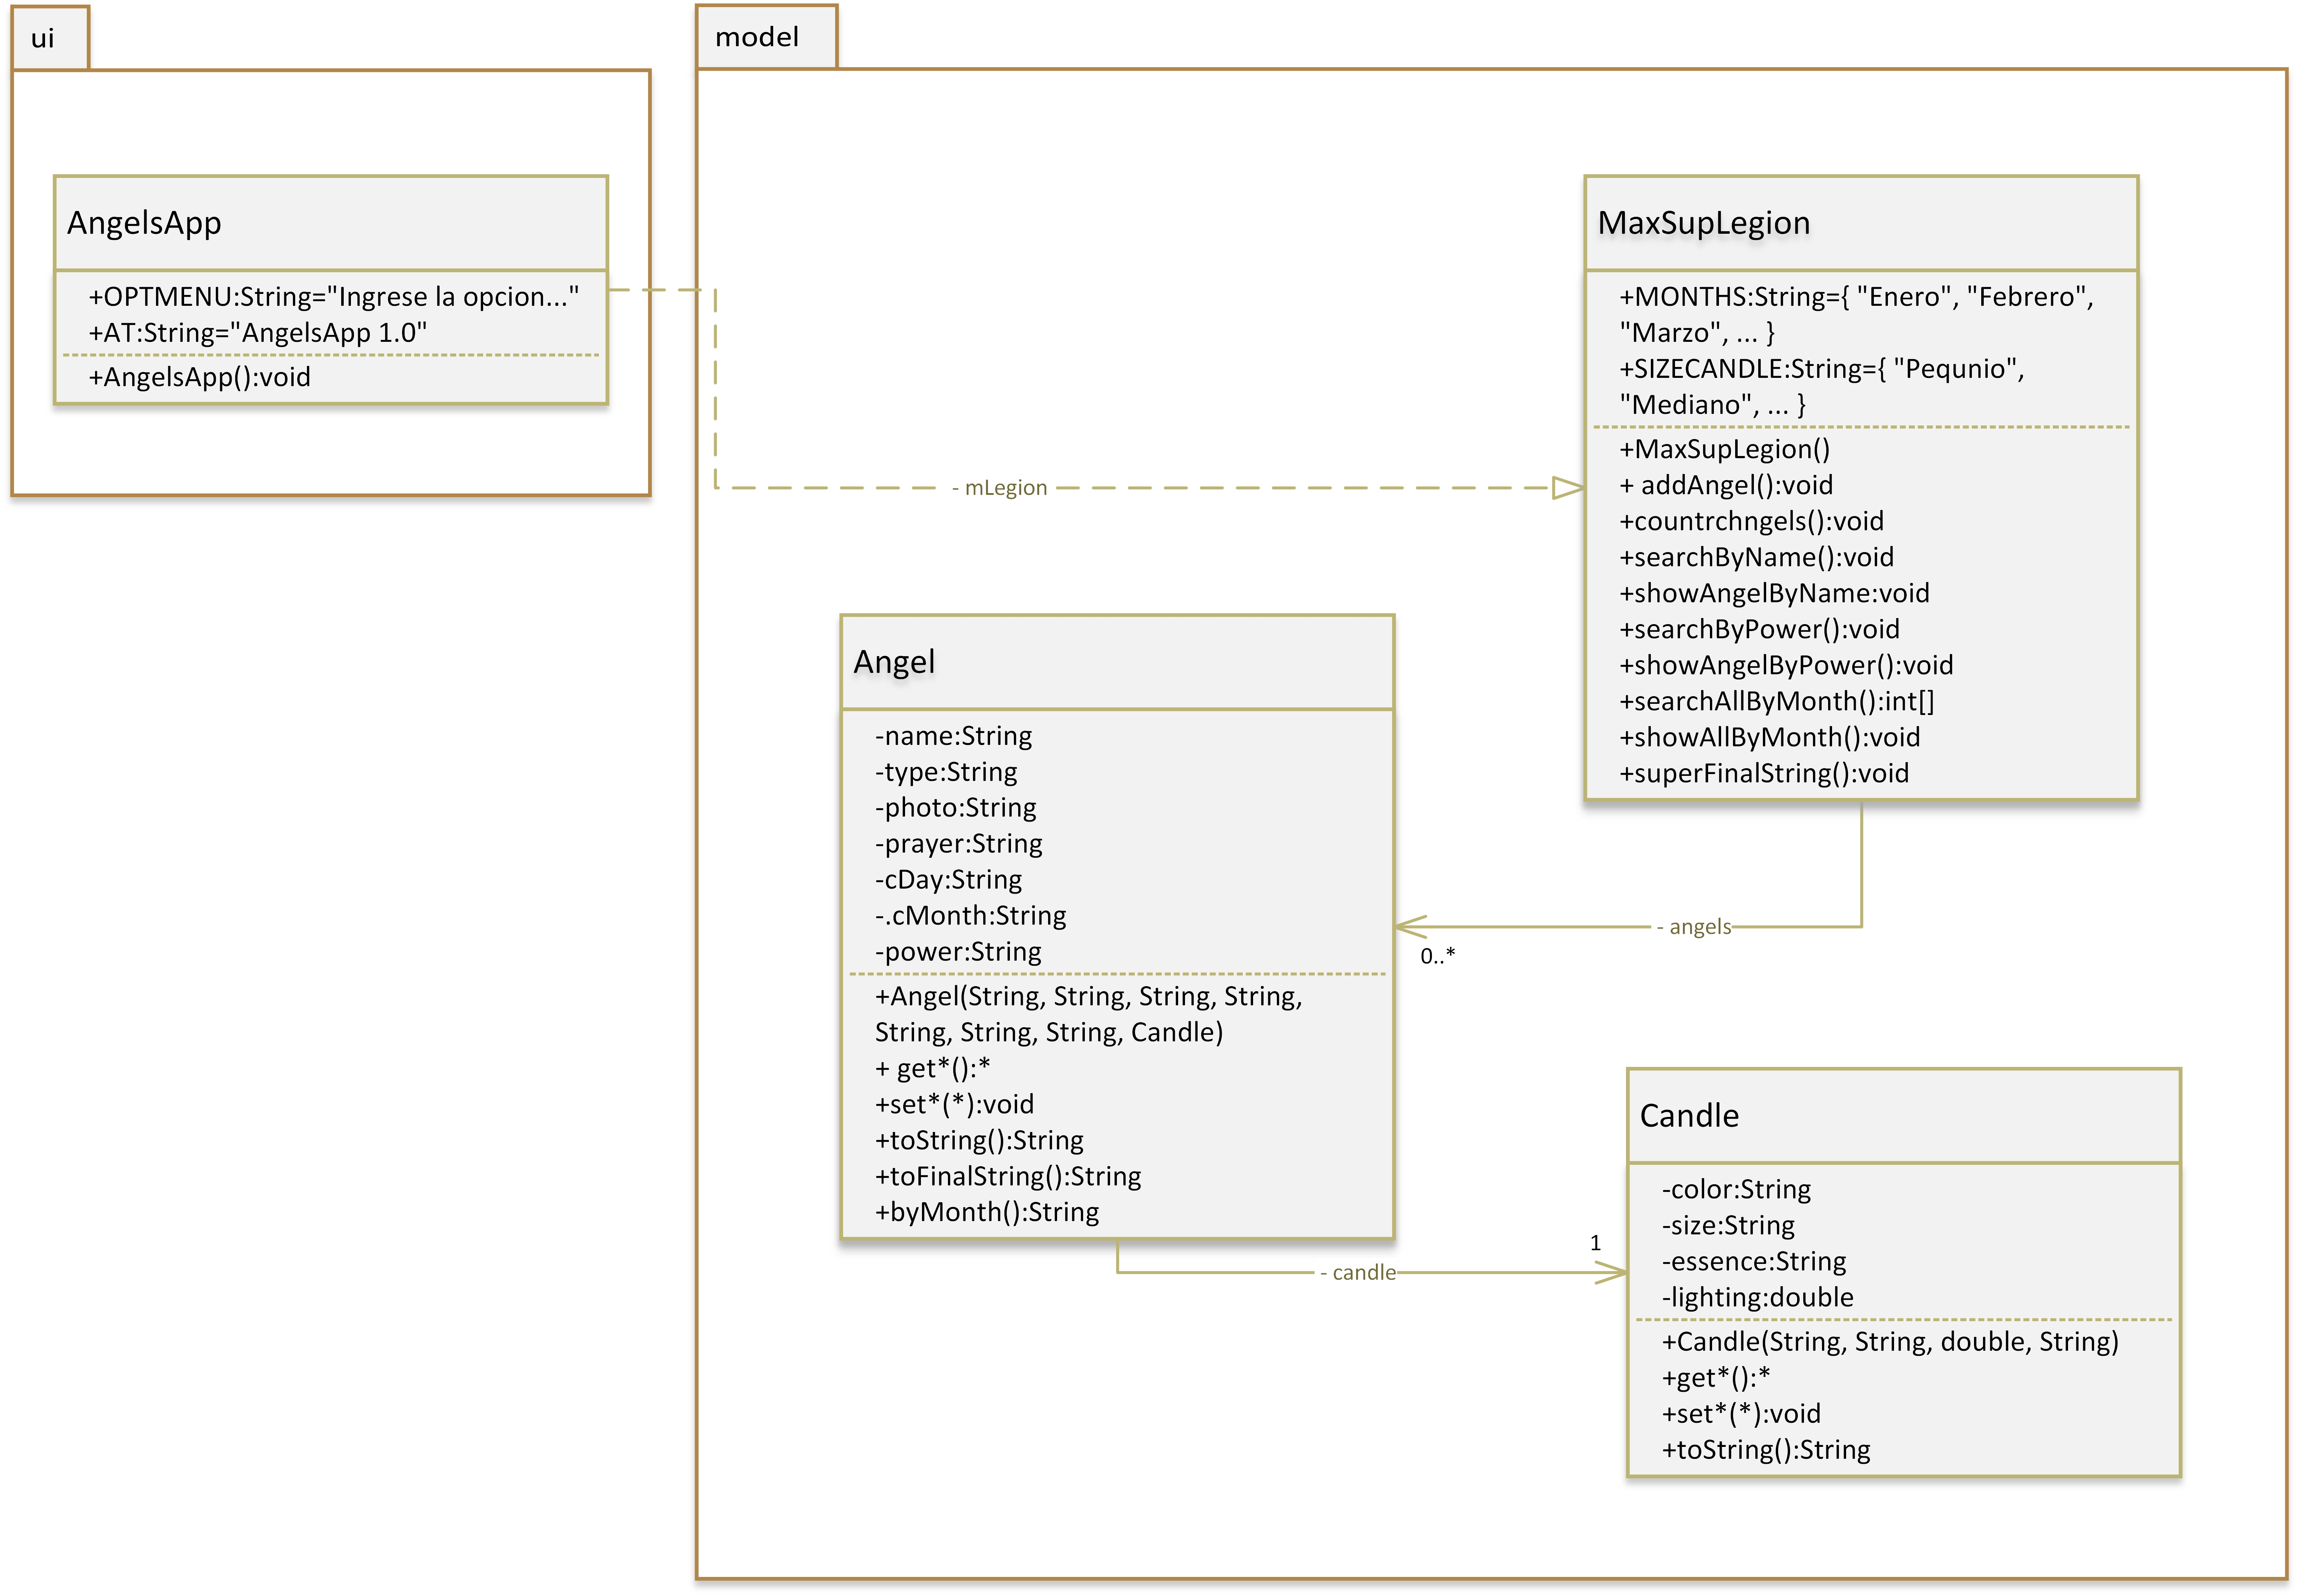 ui
AngelsApp
+OPTMENU:String="Ingrese la opcion..."
+AT:String="AngelsApp 1.0"
+AngelsApp():void
model
MaxSupLegion
+MONTHS:String={ "Enero", "Febrero",
"Marzo", ... }
+SIZECANDLE:String={ "Pequnio",
"Mediano", ... }
+MaxSupLegion()
+ addAngel():void
+countrchngels():void
+searchByName():void
+showAngelByName:void
+searchByPower():void
+showAngelByPower():void
+searchAllByMonth():int[]
+showAllByMonth():void
+superFinalString():void
- mLegion
Angel
-name:String
-type:String
-photo:String
-prayer:String
-cDay:String
-.cMonth:String
-power:String
+Angel(String, String, String, String,
String, String, String, Candle)
+ get*():*
+set*(*):void
+toString():String
+toFinalString():String
+byMonth():String
- angels
0..*
- candle
1
Candle
-color:String
-size:String
-essence:String
-lighting:double
+Candle(String, String, double, String)
+get*():*
+set*(*):void
+toString():String